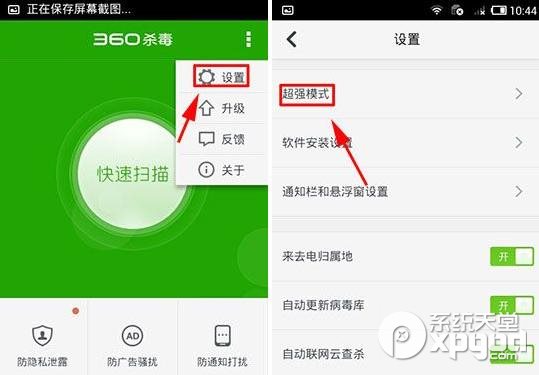 正在保存屏幕截图...
360杀毒
设置
升级
反馈
关于
快速扫描
防隐私泄露
AD
防广告骚扰
防通知打扰
10:44
设置
超强模式
软件安装设置
通知栏和悬浮窗设置
来去电归属地
开
自动更新病毒库
开
自动联网云查杀
系统天堂